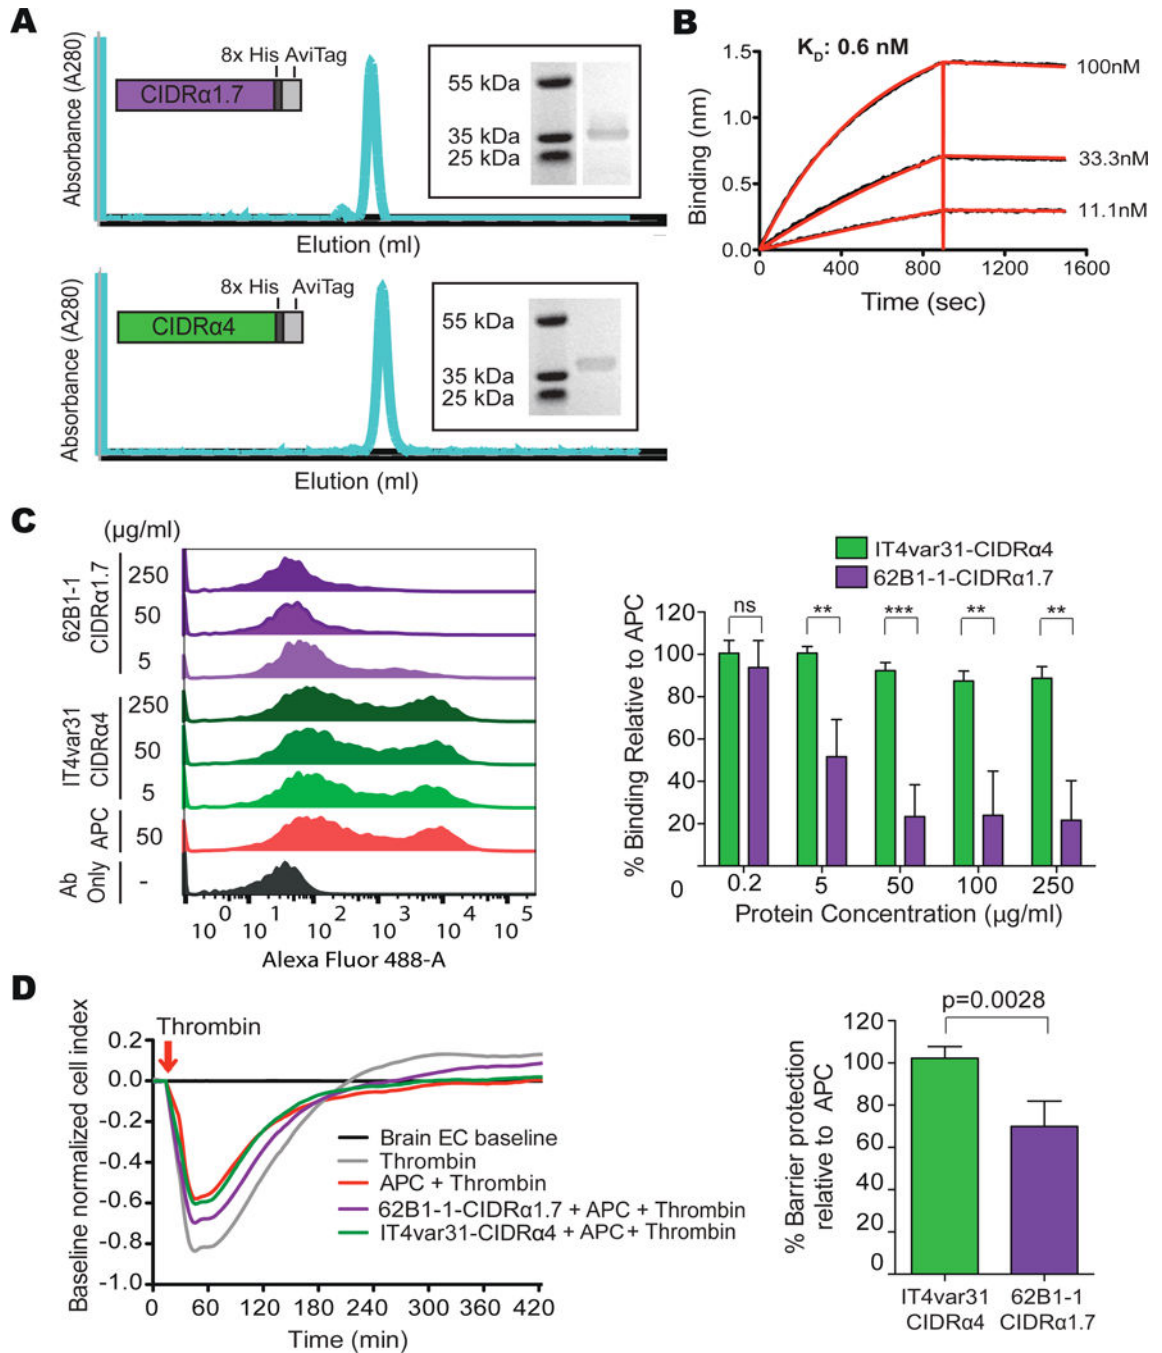 A
Absorbance (A280)
8x His AviTag
CIDRα1.7
55 kDa
35 kDa
25 kDa
Elution (ml)
Absorbance (A280)
8x His AviTag
CIDRα4
55 kDa
35 kDa
25 kDa
Elution (ml)
B
K_D: 0.6 nM
Binding (nm)
1.5
1.0
0.5
0.0
100nM
33.3nM
11.1nM
0 400 800 1200 1600
Time (sec)
C
(µg/ml)
62B1-1
CIDRα1.7
250
50
5
IT4var31
CIDRα4
250
50
5
APC
50
Ab
Only
-
10^0 10^1 10^2 10^3 10^4 10^5
Alexa Fluor 488-A
IT4var31-CIDRα4
62B1-1-CIDRα1.7
% Binding Relative to APC
120
100
80
60
40
20
0
ns ** *** ** **
0.2 5 50 100 250
Protein Concentration (µg/ml)
D
Baseline normalized cell index
Thrombin
0.2
0.0
-0.2
-0.4
-0.6
-0.8
-1.0
Brain EC baseline
Thrombin
APC + Thrombin
62B1-1-CIDRα1.7 + APC + Thrombin
IT4var31-CIDRα4 + APC + Thrombin
0 60 120 180 240 300 360 420
Time (min)
p=0.0028
% Barrier protection
relative to APC
120
100
80
60
40
20
0
IT4var31
CIDRα4
62B1-1
CIDRα1.7